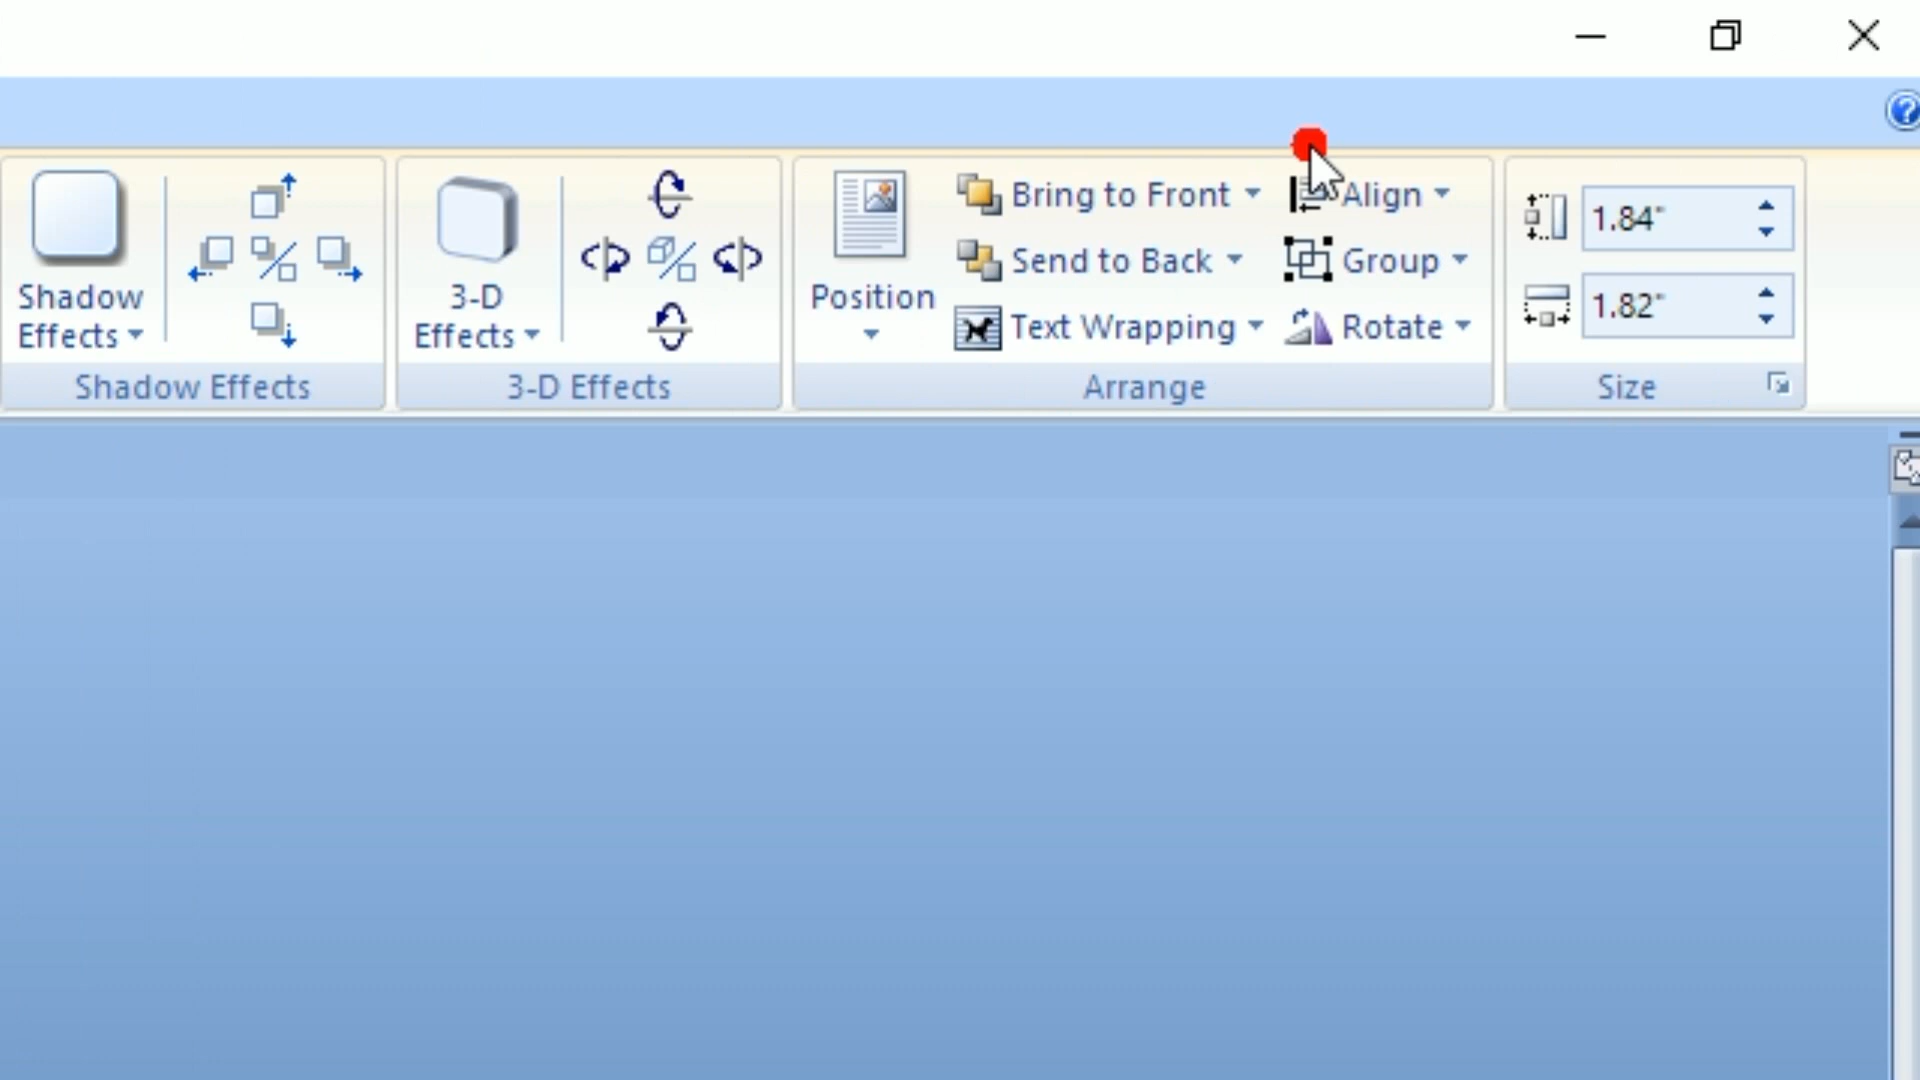 Shadow
Effects
Shadow Effects
3-D
Effects
3-D Effects
Position
Bring to Front
Send to Back
Text Wrapping
Align
Group
Rotate
Arrange
1.84"
1.82"
Size
?